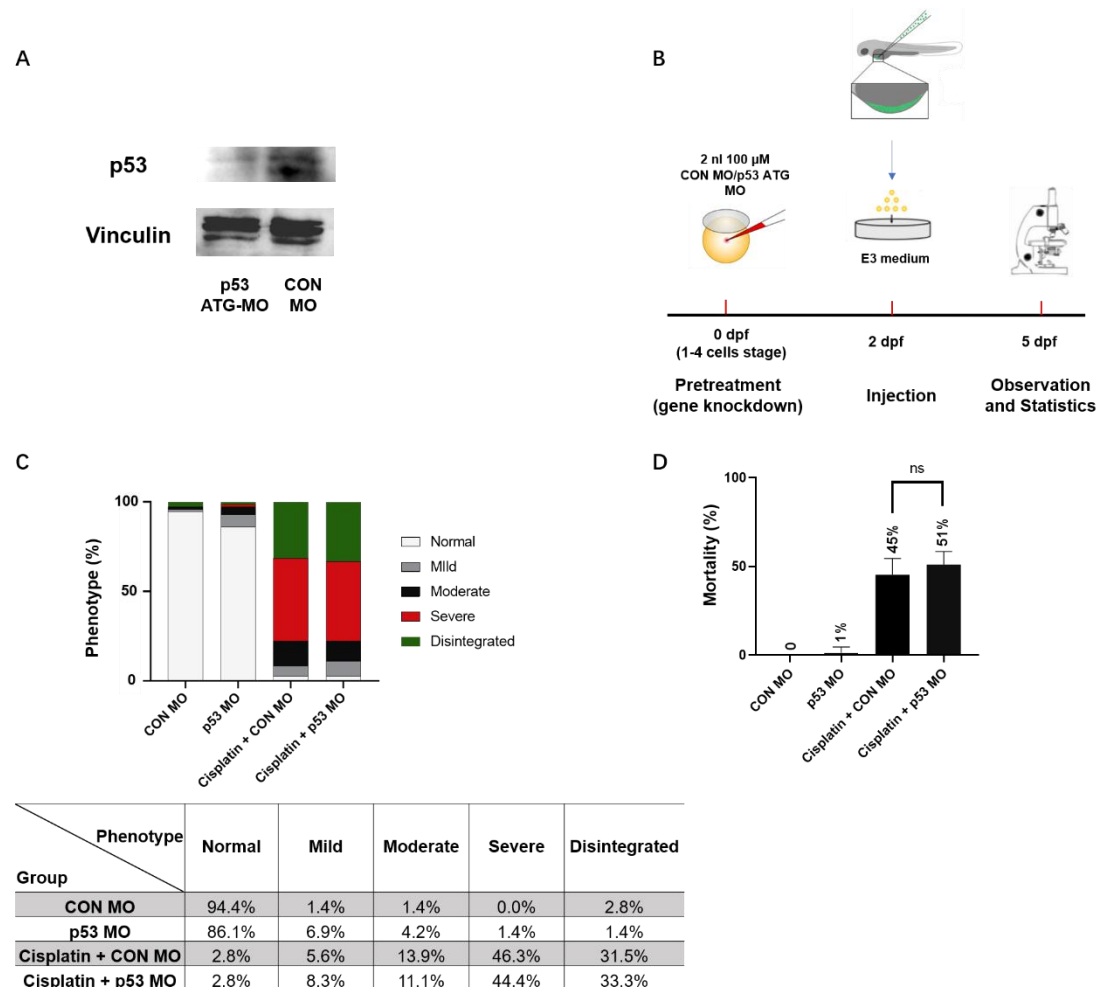 A
p53
Vinculin
p53
ATG-MO
CON
MO
B
2 nl 100 µM
CON MO/p53 ATG
MO
E3 medium
0 dpf
(1-4 cells stage)
2 dpf
5 dpf
Pretreatment
(gene knockdown)
Injection
Observation
and Statistics
C
Phenotype (%)
100
50
0
CON MO
p53 MO
Cisplatin + CON MO
Cisplatin + p53 MO
Normal
MIld
Moderate
Severe
Disintegrated
D
Mortality (%)
100
50
0
ns
0
1%
45%
51%
CON MO
p53 MO
Cisplatin + CON MO
Cisplatin + p53 MO
Phenotype
Group
Normal Mild Moderate Severe Disintegrated
CON MO 94.4% 1.4% 1.4% 0.0% 2.8%
p53 MO 86.1% 6.9% 4.2% 1.4% 1.4%
Cisplatin + CON MO 2.8% 5.6% 13.9% 46.3% 31.5%
Cisplatin + p53 MO 2.8% 8.3% 11.1% 44.4% 33.3%